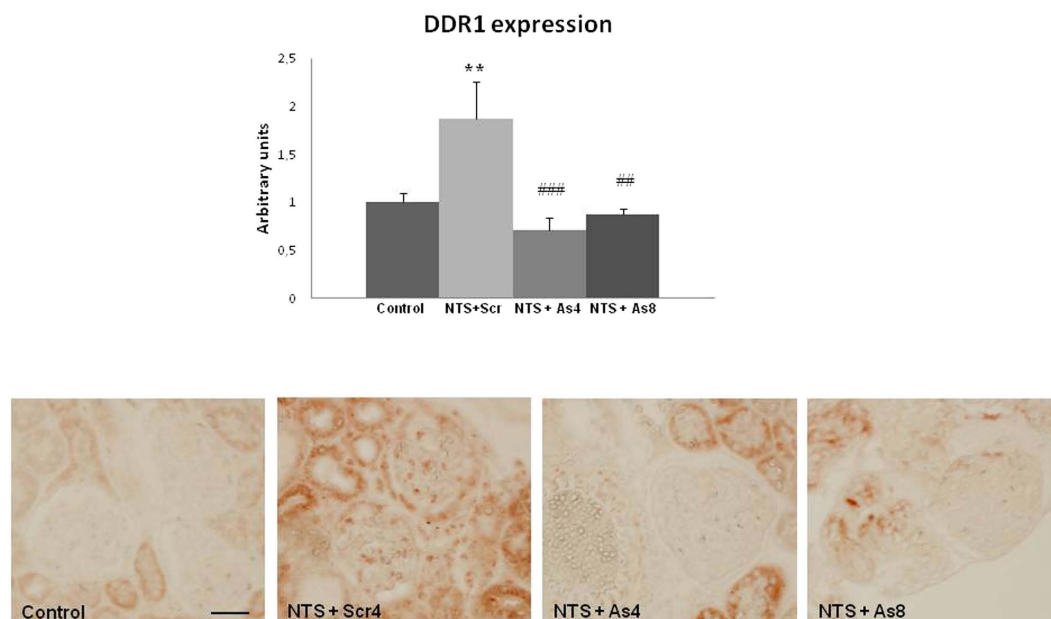 DDR1 expression
2,5
**
2
1,5
###
##
1
0,5
0
Arbitrary units
Control NTS+Scr NTS + As4 NTS + As8
Control NTS + Scr4 NTS + As4 NTS + As8